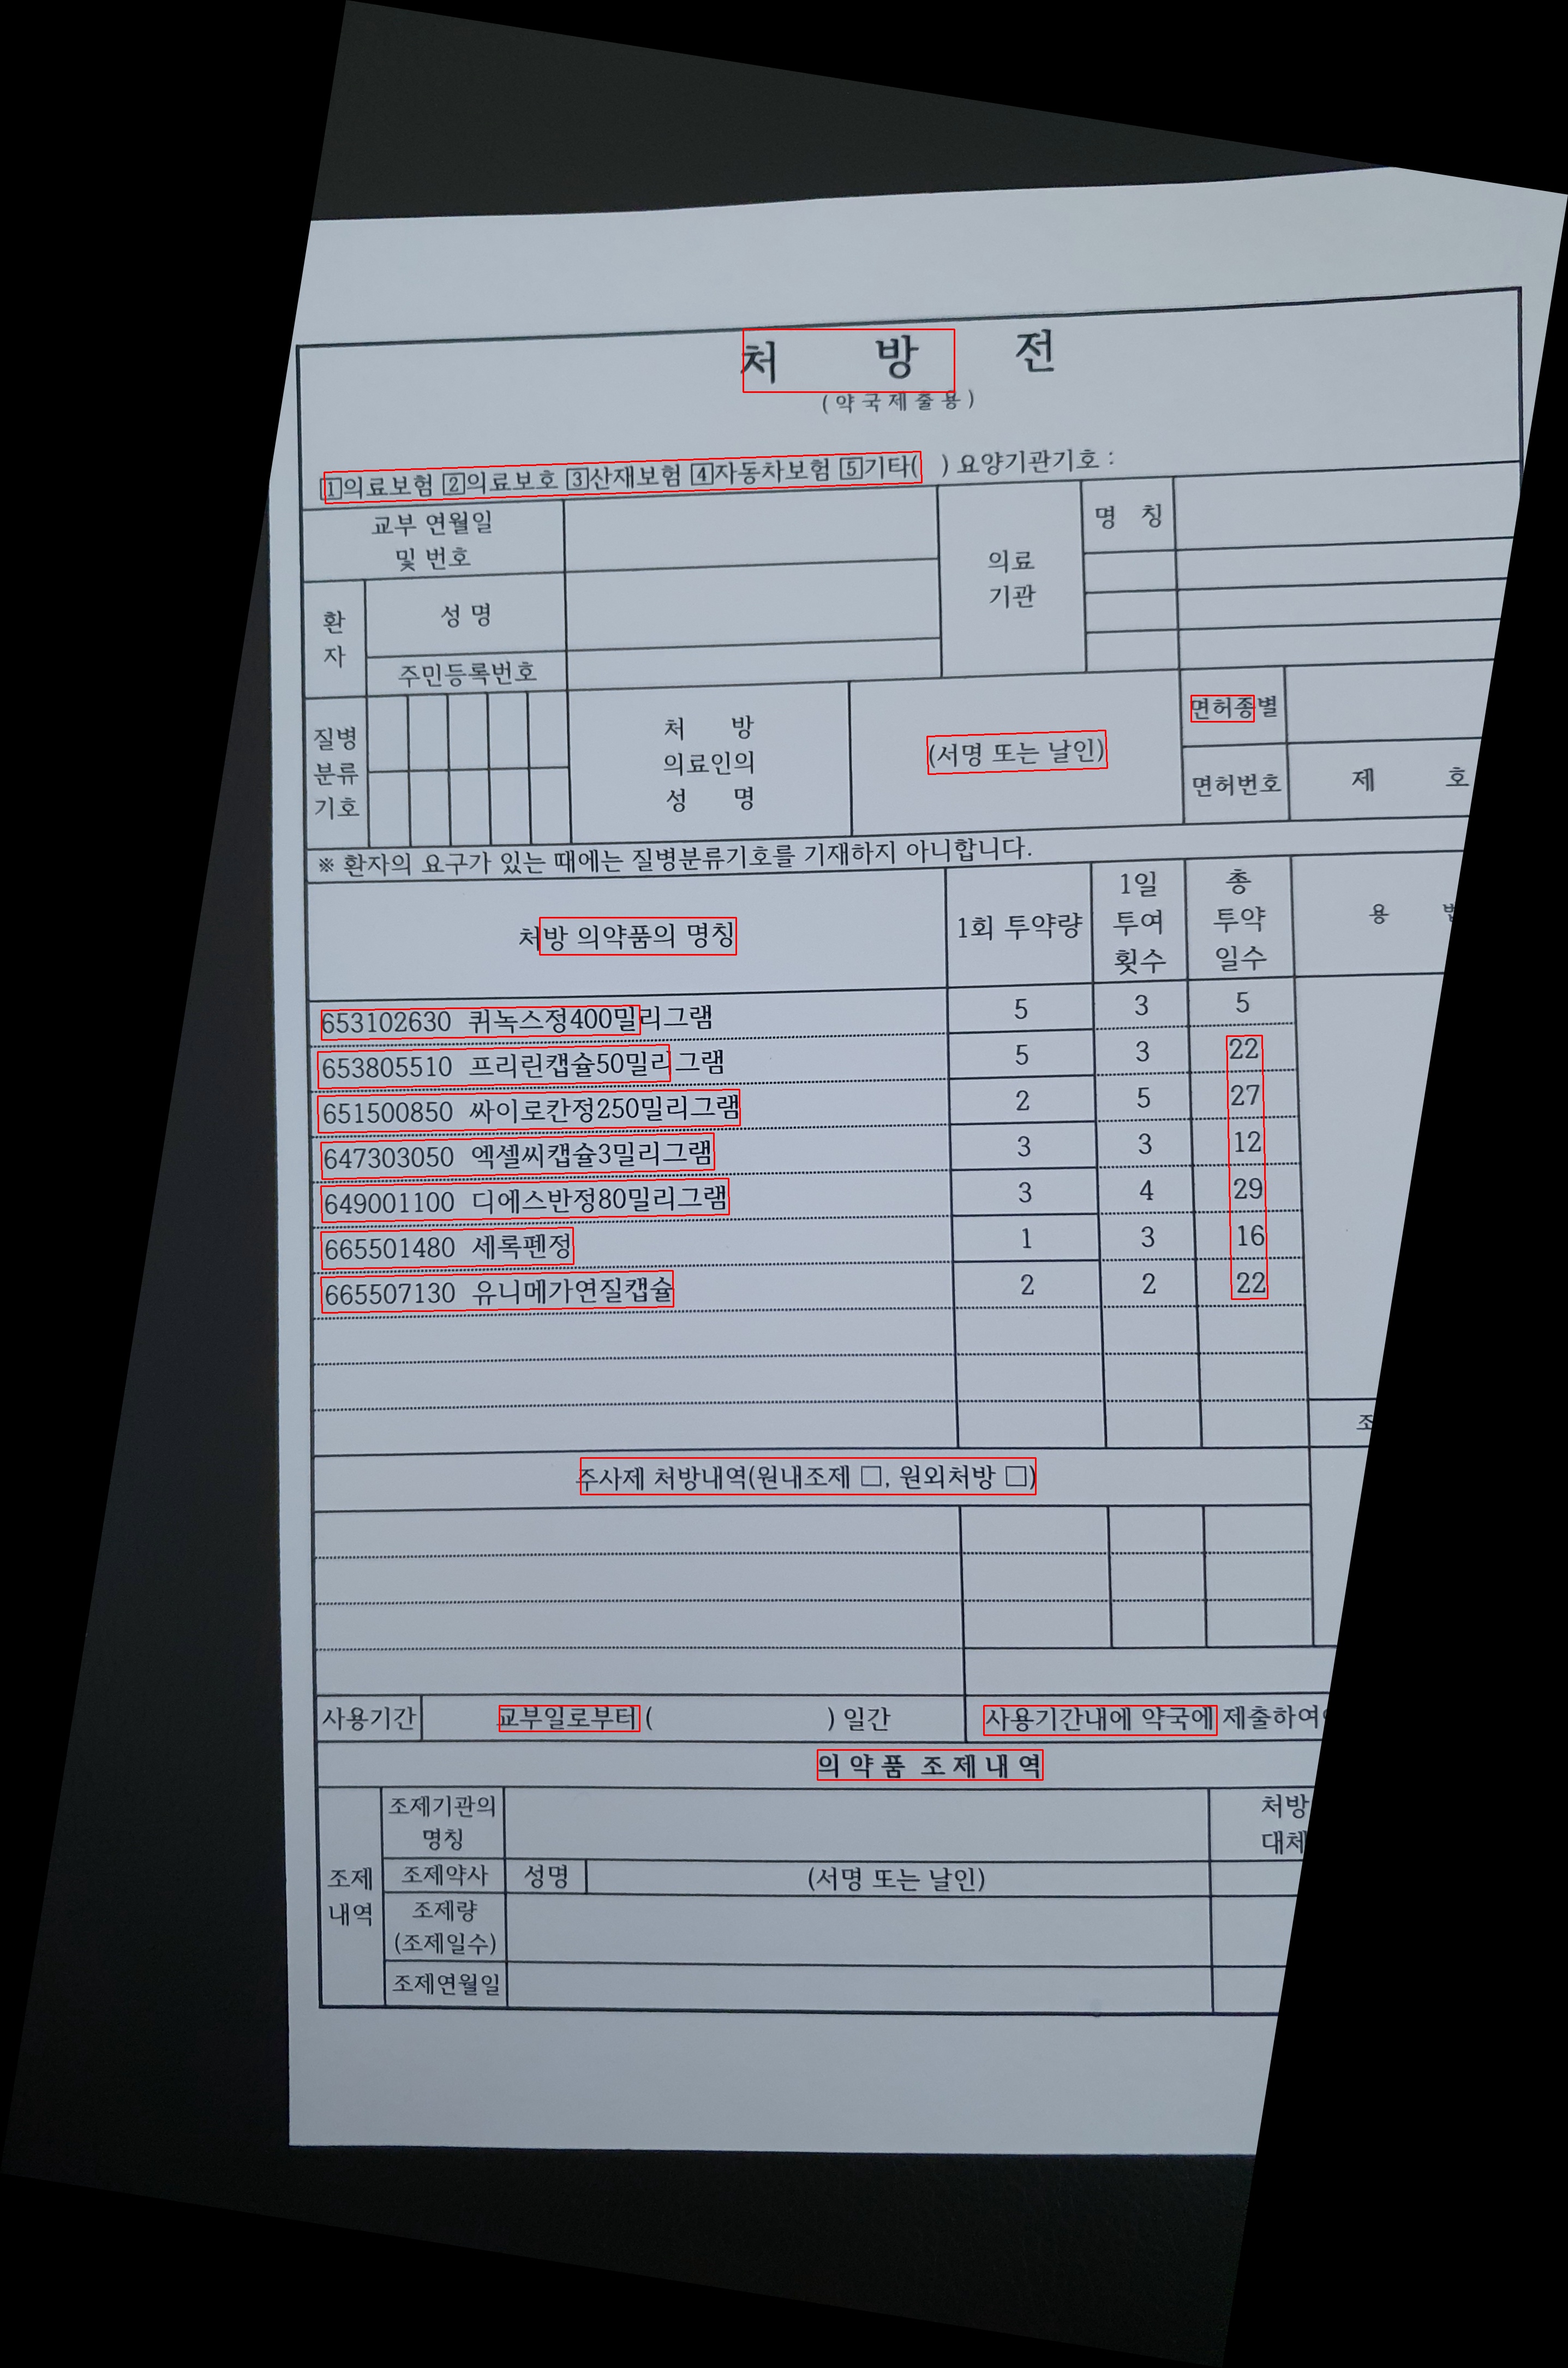 처 방 전
(약국제출용)
1의료보험 2의료보호 3산재보험 4자동차보험 5기타( ) 요양기관기호 :
교부 연월일
및 번호
의료
기관
명 칭
환
자
성 명
주민등록번호
질병
분류
기호
처 방
의료인의
성 명
(서명 또는 날인)
면허종별
면허번호
제 호
※ 환자의 요구가 있는 때에는 질병분류기호를 기재하지 아니합니다.
처방 의약품의 명칭
1회 투약량
1일
투여
횟수
총
투약
일수
용
653102630 퀴녹스정400밀리그램 5 3 5
653805510 프리린캡슐50밀리그램 5 3 22
651500850 싸이로칸정250밀리그램 2 5 27
647303050 엑셀씨캡슐3밀리그램 3 3 12
649001100 디에스반정80밀리그램 3 4 29
665501480 세록펜정 1 3 16
665507130 유니메가연질캡슐 2 2 22
조
주사제 처방내역(원내조제 □, 원외처방 □)
사용기간 교부일로부터 ( ) 일간 사용기간내에 약국에 제출하여
의 약 품 조 제 내 역
조제
내역
조제기관의
명칭
처방
대체
조제약사 성명 (서명 또는 날인)
조제량
(조제일수)
조제연월일